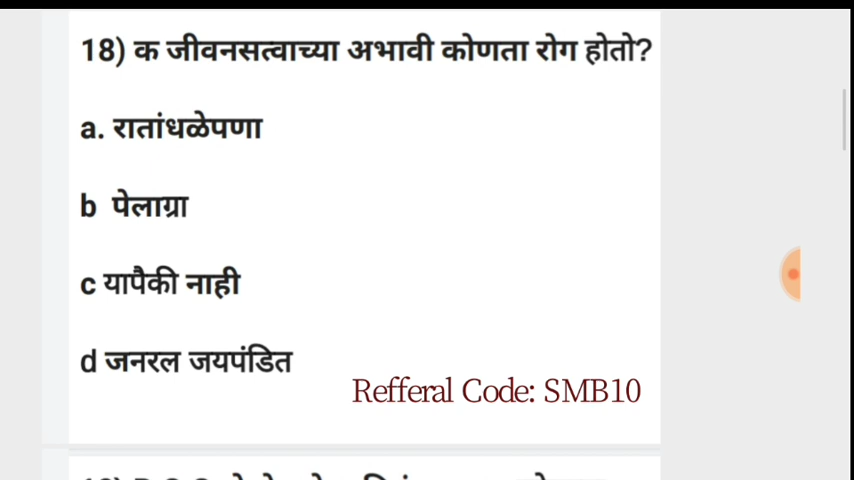 18) क जीवनसत्वाच्या अभावी कोणता रोग होतो?
a. रातांधळेपणा
b पेलाग्रा
c यापैकी नाही
d जनरल जयपंडित
Refferal Code: SMB10